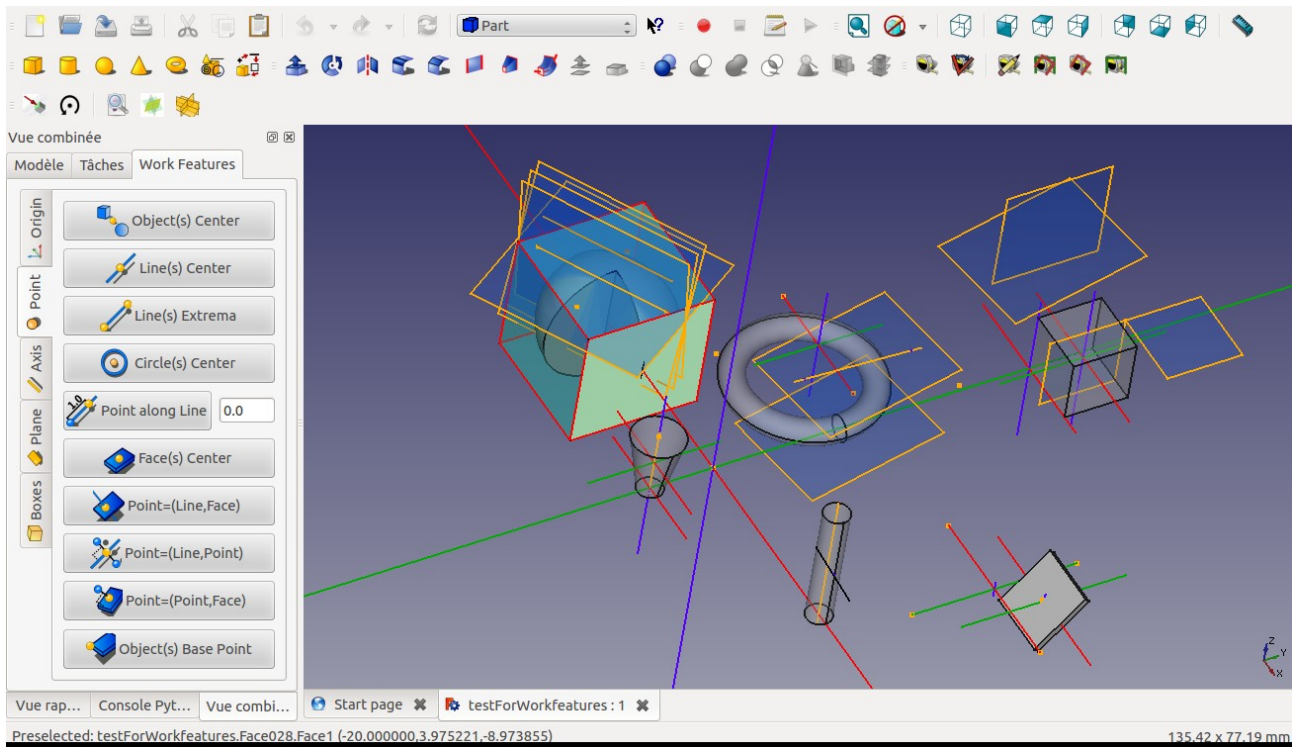 Part
Vue combinée
Modèle Tâches Work Features
Origin
Point
Axis
Plane
Boxes
Object(s) Center
Line(s) Center
Line(s) Extrema
Circle(s) Center
1.0
Point along Line 0.0
Face(s) Center
Point=(Line,Face)
Point=(Line,Point)
Point=(Point,Face)
Object(s) Base Point
Z
Y
X
Vue rap... Console Pyt... Vue combi... Start page testForWorkfeatures : 1
Preselected: testForWorkfeatures.Face028.Face1 (-20.000000,3.975221,-8.973855) 135.42 x 77.19 mm